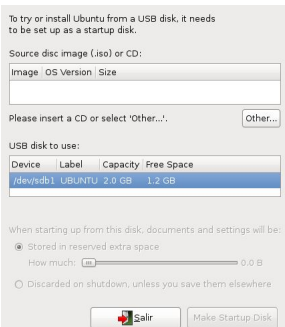 To try or install Ubuntu from a USB disk, it needs
to be set up as a startup disk.
Source disc image (.iso) or CD:
Image OS Version Size
Please insert a CD or select 'Other...'.
Other...
USB disk to use:
Device Label Capacity Free Space
/dev/sdb1 UBUNTU 2.0 GB 1.2 GB
When starting up from this disk, documents and settings will be:
Stored in reserved extra space
How much: 0.0 B
Discarded on shutdown, unless you save them elsewhere
Salir
Make Startup Disk